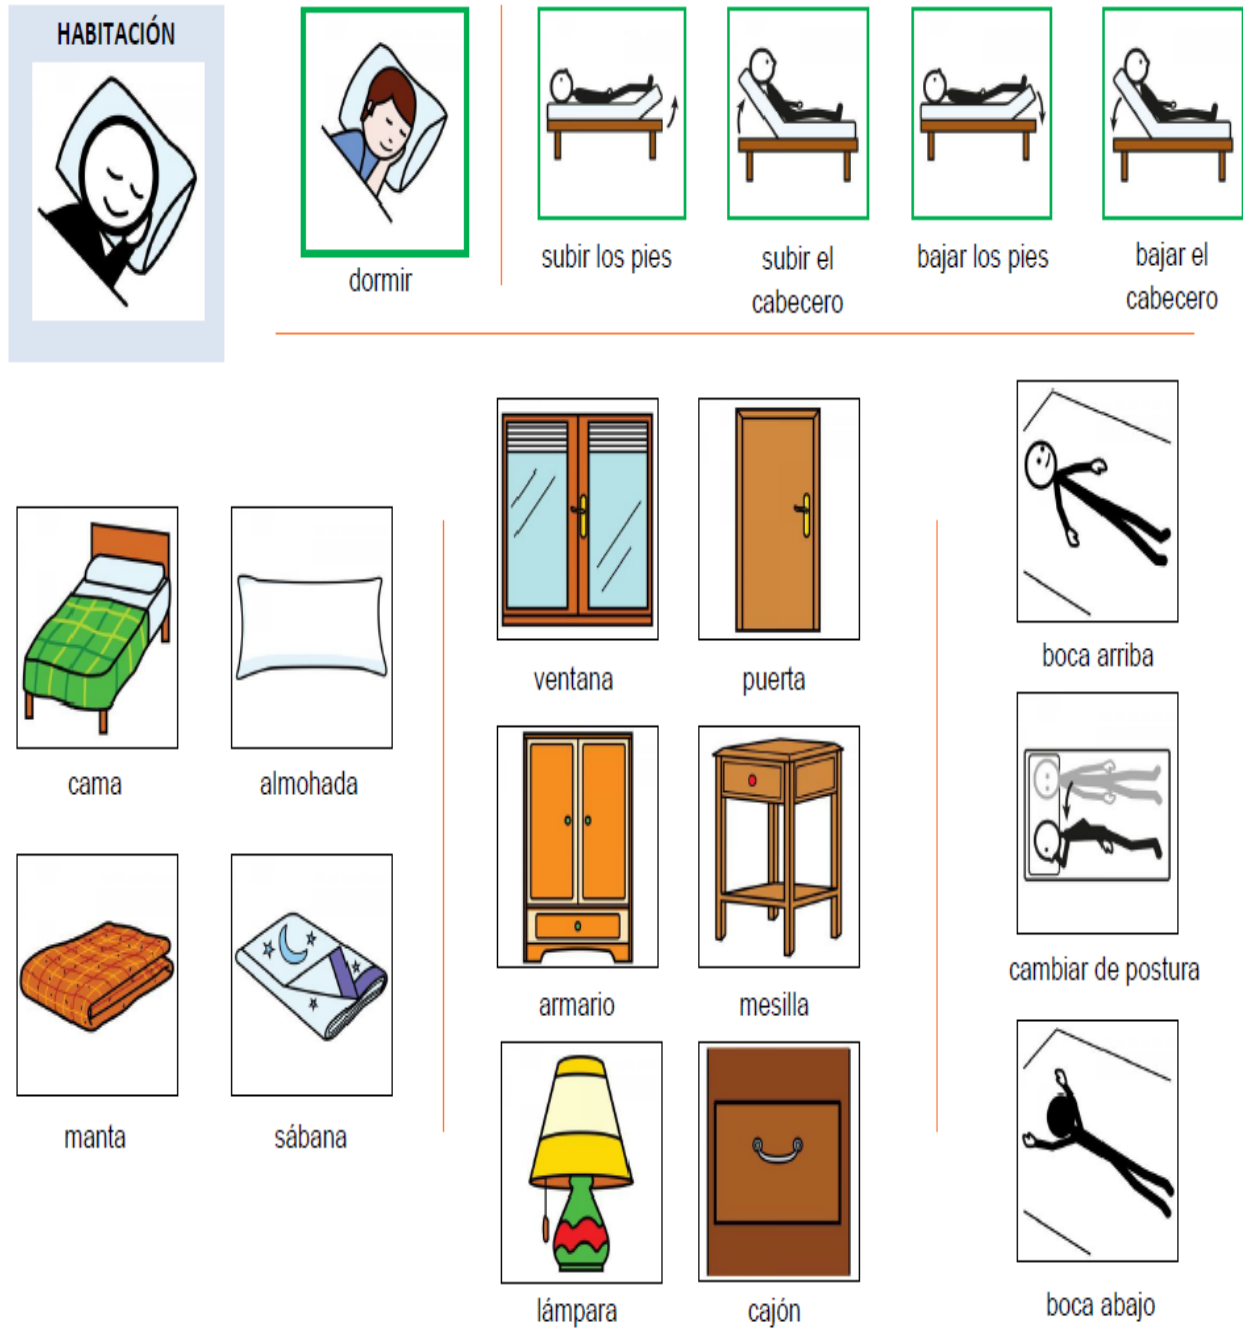 HABITACIÓN
dormir
subir los pies
subir el
cabecero
bajar los pies
bajar el
cabecero
cama
almohada
manta
sábana
ventana
puerta
armario
mesilla
lámpara
cajón
boca arriba
cambiar de postura
boca abajo